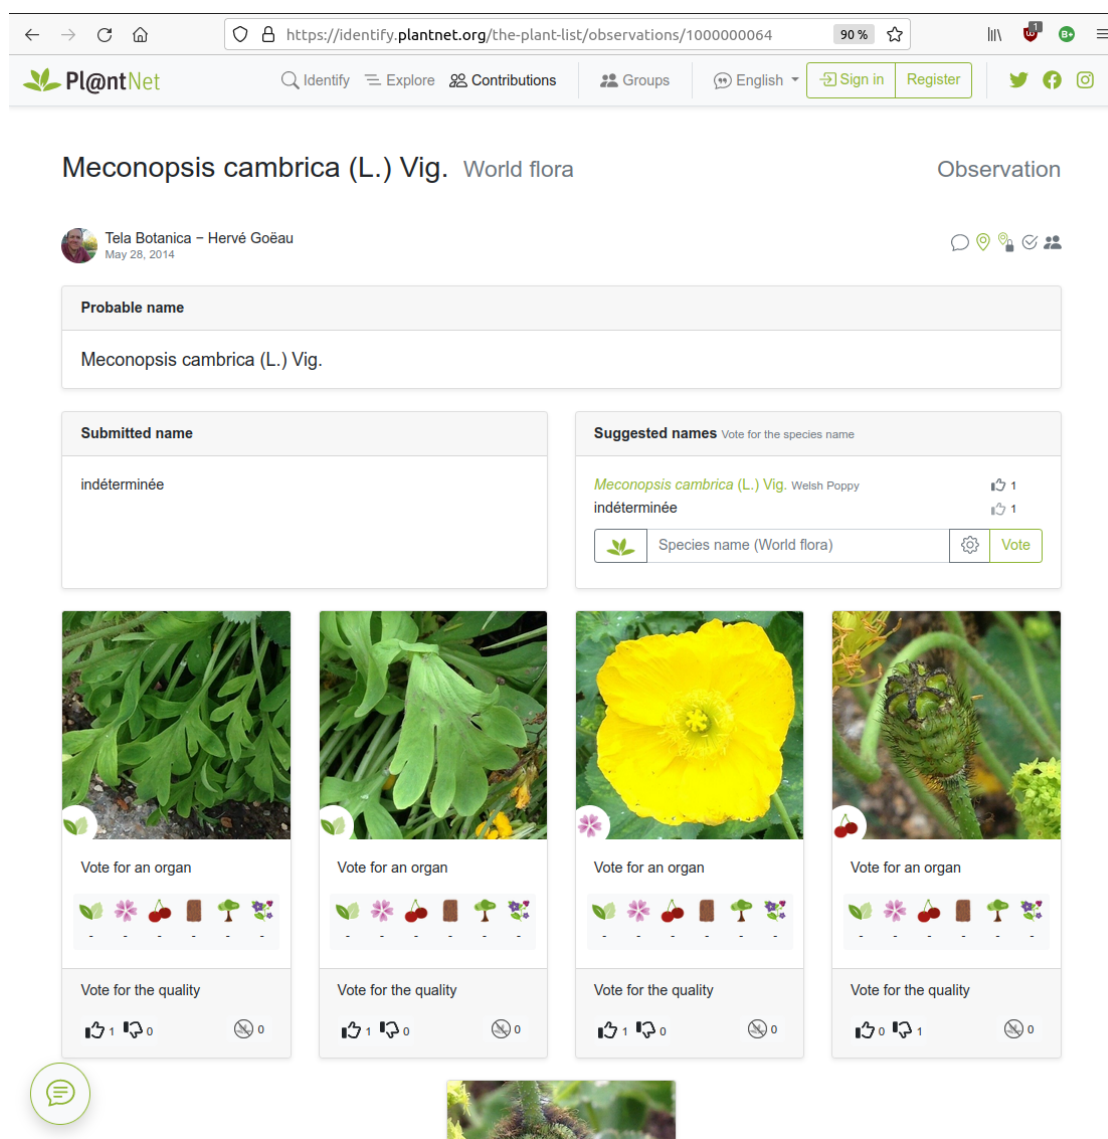 https://identify.plantnet.org/the-plant-list/observations/1000000064 90 %
Pl@ntNet Identify Explore Contributions Groups English Sign in Register
Meconopsis cambrica (L.) Vig. World flora Observation
Tela Botanica – Hervé Goëau
May 28, 2014
Probable name
Meconopsis cambrica (L.) Vig.
Submitted name
indéterminée
Suggested names Vote for the species name
Meconopsis cambrica (L.) Vig. Welsh Poppy 1
indéterminée 1
Species name (World flora) Vote
Vote for an organ Vote for an organ Vote for an organ Vote for an organ
- - - - - - - - - - - - - - - - - - - - - - - -
Vote for the quality Vote for the quality Vote for the quality Vote for the quality
1 0 0 1 0 0 1 0 0 0 1 0